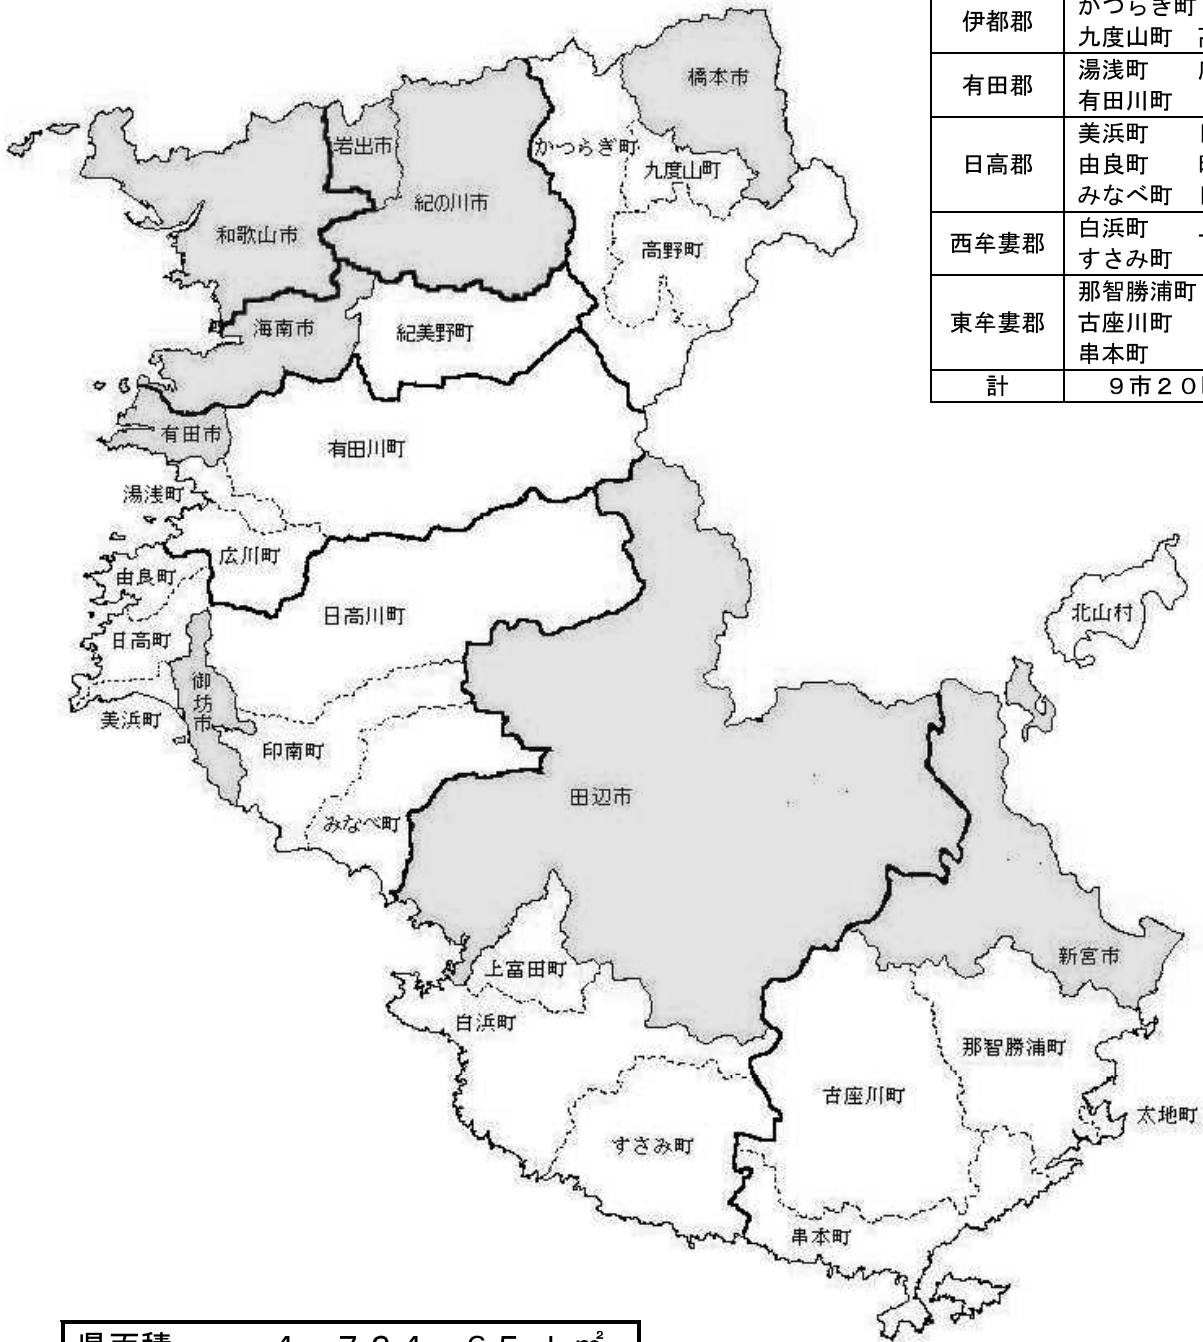 伊都郡
かつらぎ町
九度山町
有田郡
湯浅町
有田川町
日高郡
美浜町
由良町
みなべ町
西牟婁郡
白浜町
すさみ町
東牟婁郡
那智勝浦町
古座川町
串本町
計
9市20
橋本市
岩出市
かつらぎ町
九度山町
紀の川市
和歌山市
高野町
海南市
紀美野町
有田市
有田川町
湯浅町
広川町
由良町
日高川町
北山村
日高町
御坊市
美浜町
印南町
田辺市
みなべ町
新宮市
上富田町
白浜町
那智勝浦町
古座川町
太地町
すさみ町
串本町